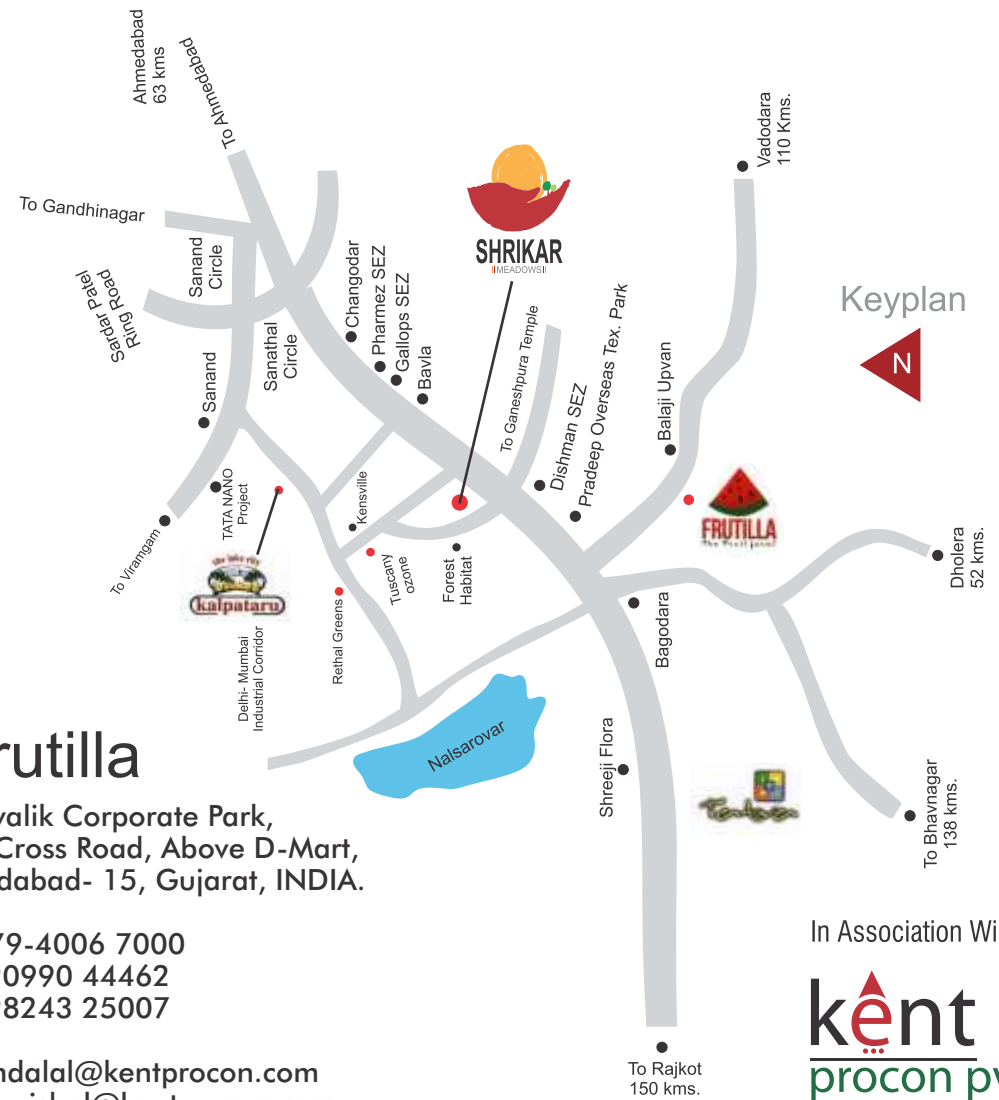 Ahmedabad
63 kms
To Ahmedabad
Vadodara
110 Kms.
To Gandhinagar
Sanand
Circle
Sardar Patel
Ring Road
SHRIKAR
MEADOWS
Keyplan
N
Sanathal
Circle
Changodar
Pharmez SEZ
Gallops SEZ
Bavla
To Ganeshpura Temple
Dishman SEZ
Pradeep Overseas Tex. Park
Balaji Upvan
Sanand
TATA NANO
Project
To Viramgam
Kensville
Tuscany
ozone
Forest
Habitat
FRUTILLA
Dholera
52 kms.
the lake city
kalpataru
Rethal Greens
Delhi- Mumbai
Industrial Corridor
Bagodara
Nalsarovar
Shreeji Flora
To Bhavnagar
138 kms.
To Rajkot
150 kms.
rutilla
valik Corporate Park,
Cross Road, Above D-Mart,
dabad- 15, Gujarat, INDIA.
79-4006 7000
0990 44462
98243 25007
ndalal@kentprocon.com
In Association Wi
kent
procon pv